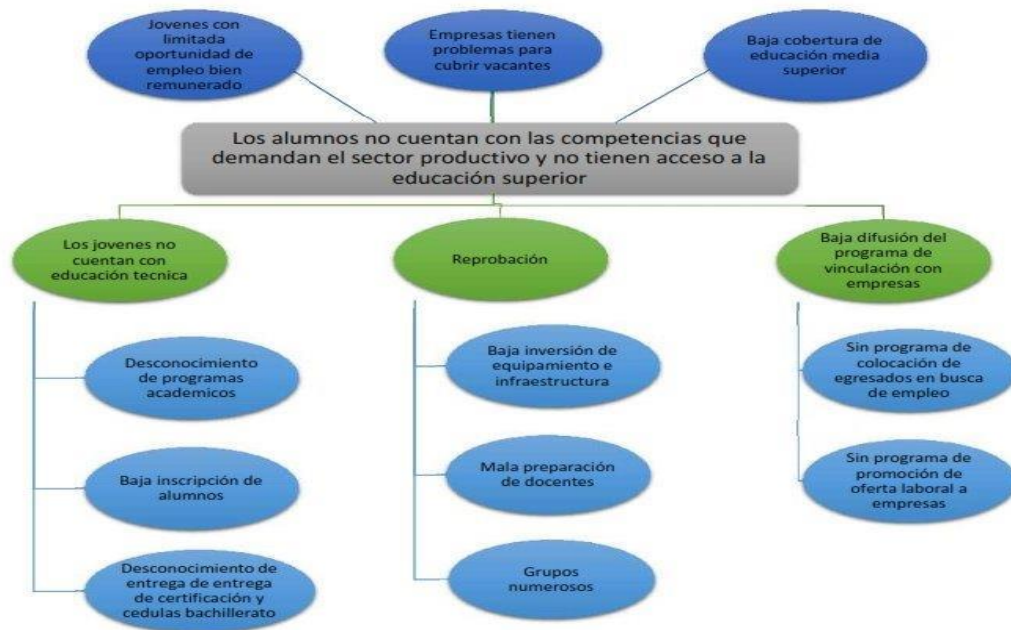 Jovenes con
limitada
oportunidad de
empleo bien
remunerado
Empresas tienen
problemas para
cubrir vacantes
Baja cobertura de
educación media
superior
Los alumnos no cuentan con las competencias que
demandan el sector productivo y no tienen acceso a la
educación superior
Los jovenes no
cuentan con
educación tecnica
Reprobación
Baja difusión del
programa de
vinculación con
empresas
Desconocimiento
de programas
academicos
Baja inversión de
equipamiento e
infraestructura
Sin programa de
colocación de
egresados en busca
de empleo
Baja inscripción de
alumnos
Mala preparación
de docentes
Sin programa de
promoción de
oferta laboral a
empresas
Desconocimiento de
entrega de entrega
de certificación y
cedulas bachillerato
Grupos
numerosos